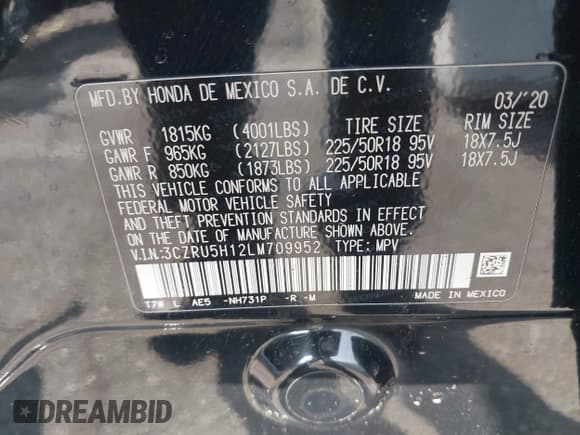 MFD.BY HONDA DE MEXICO S.A. DE C.V.
03/'20
GVWR 1815KG (4001LBS) TIRE SIZE RIM SIZE
GAWR F 965KG (2127LBS) 225/50R18 95V 18X7.5J
GAWR R 850KG (1873LBS) 225/50R18 95V 18X7.5J
THIS VEHICLE CONFORMS TO ALL APPLICABLE
FEDERAL MOTOR VEHICLE SAFETY
AND THEFT PREVENTION STANDARDS IN EFFECT
ON THE DATE OF MANUFACTURE SHOWN ABOVE.
V.I.N:3CZRU5H12LM709952 TYPE: MPV
T7W L AE5 -NH731P -R -M
MADE IN MEXICO
DREAMBID